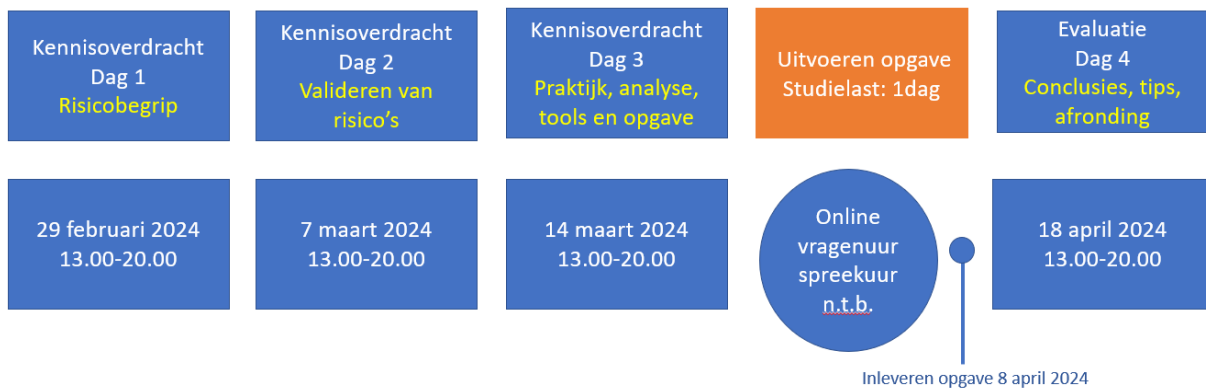 Kennisoverdracht
Dag 1
Risicobegrip
Kennisoverdracht
Dag 2
Valideren van
risico's
Kennisoverdracht
Dag 3
Praktijk, analyse,
tools en opgave
Uitvoeren opgave
Studielast: 1dag
Evaluatie
Dag 4
Conclusies, tips,
afronding
29 februari 2024
13.00-20.00
7 maart 2024
13.00-20.00
14 maart 2024
13.00-20.00
Online
vragenuur
spreekuur
n.t.b.
18 april 2024
13.00-20.00
Inleveren opgave 8 april 2024